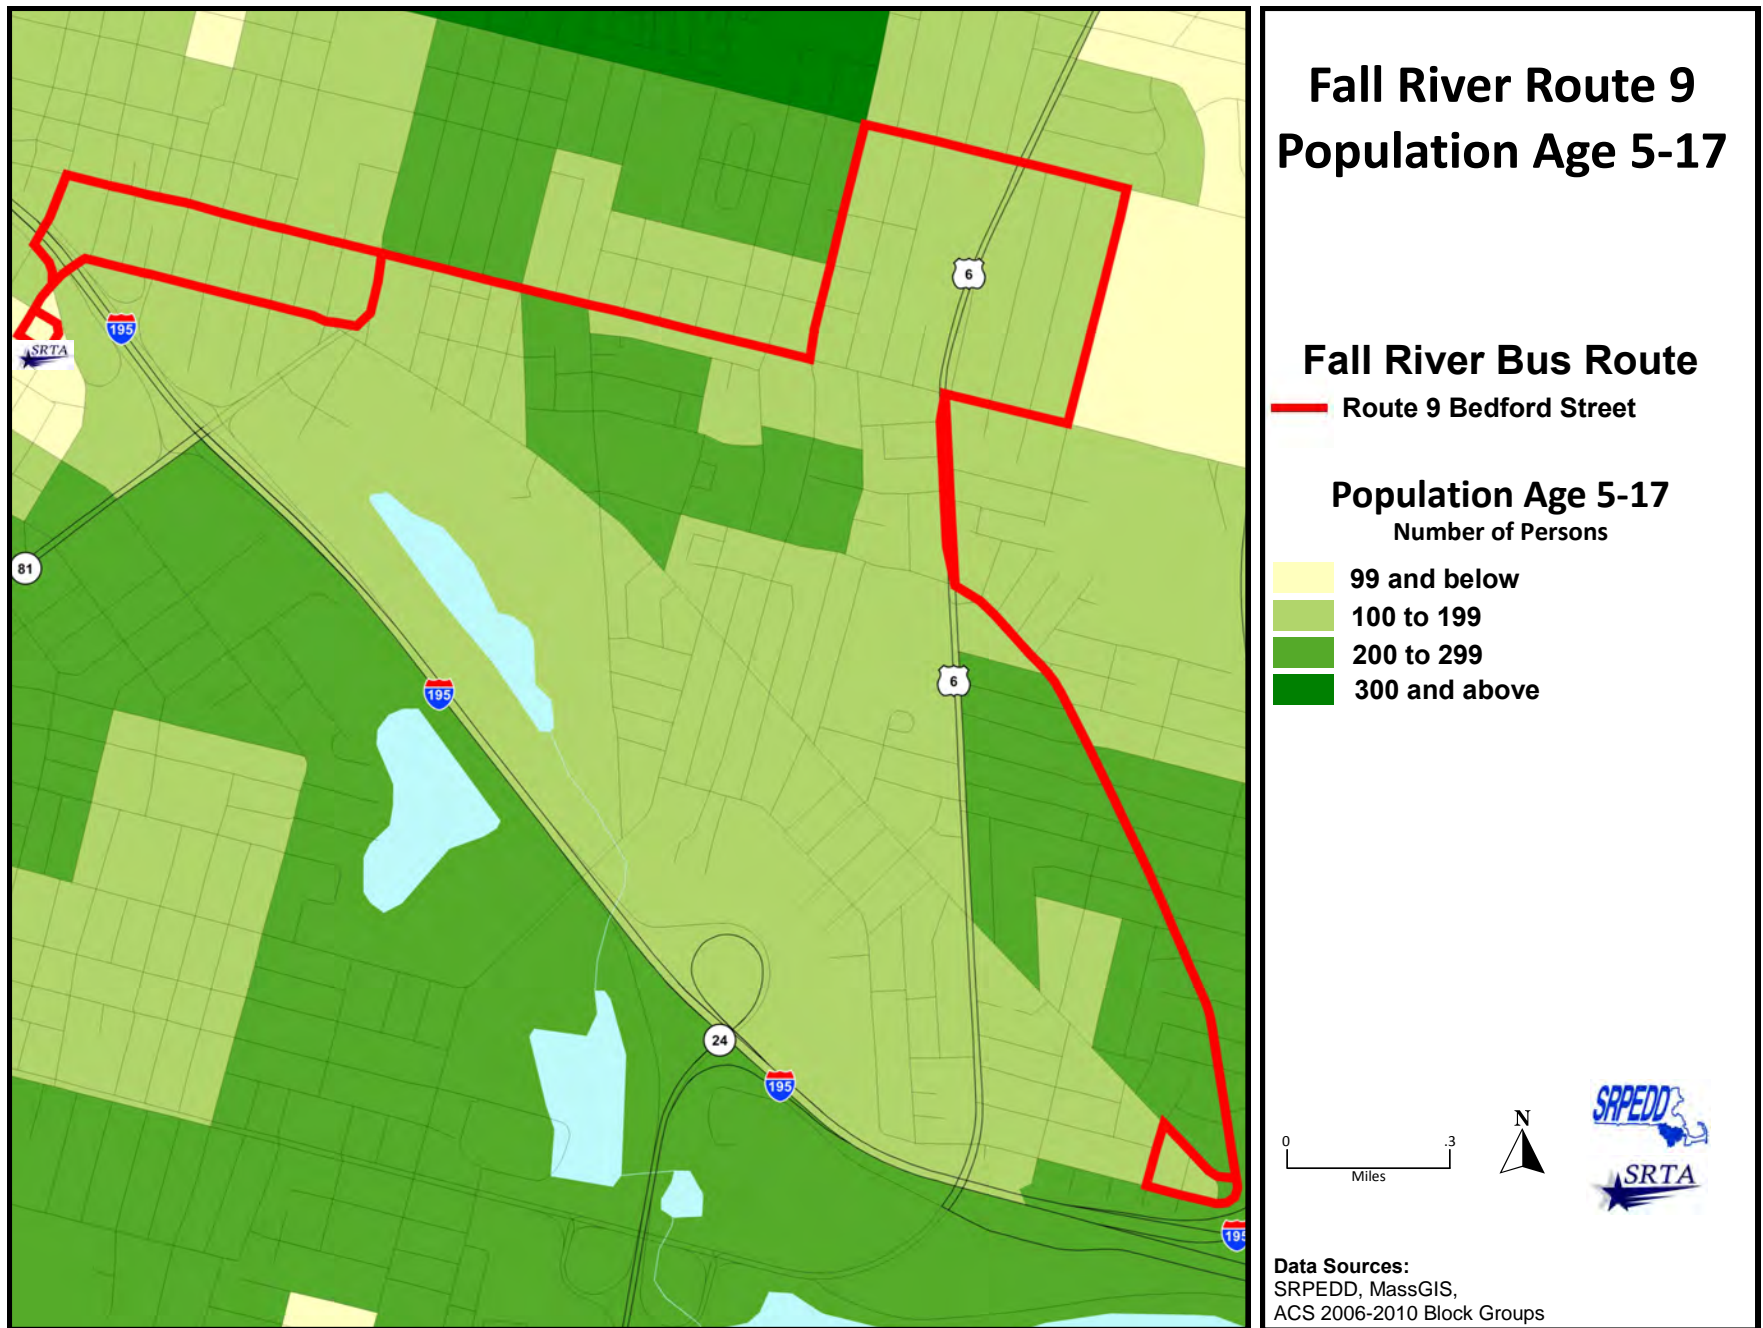 Fall River Route 9
Population Age 5-17
Fall River Bus Route
Route 9 Bedford Street
Population Age 5-17
Number of Persons
99 and below
100 to 199
200 to 299
300 and above
0 .3
Miles
N
SRPEDD
SRTA
Data Sources:
SRPEDD, MassGIS,
ACS 2006-2010 Block Groups
6
195
SRTA
81
195
6
24
195
195